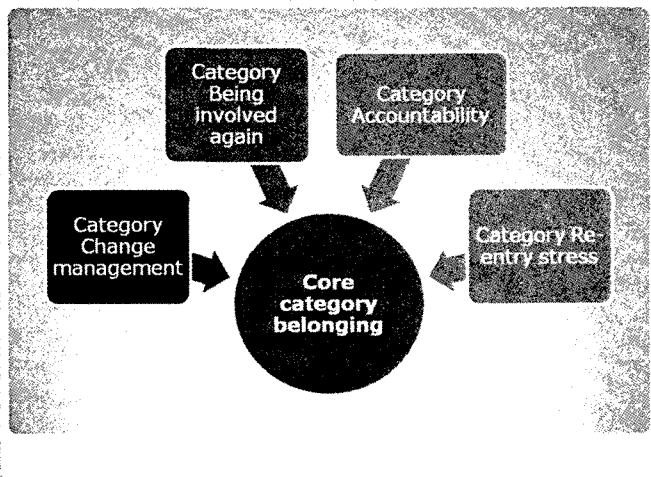 Category
Being
involved
again
Category
Accountability
Category
Change
management
Category Re-
entry stress
Core
category
belonging